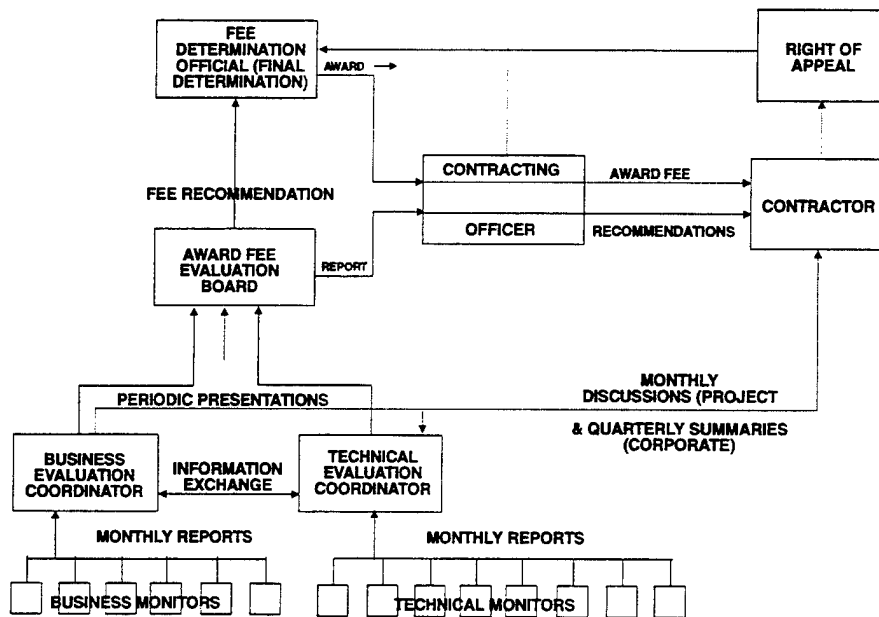 FEE
DETERMINATION
OFFICIAL (FINAL
DETERMINATION)
AWARD
RIGHT OF
APPEAL
FEE RECOMMENDATION
CONTRACTING
OFFICER
AWARD FEE
RECOMMENDATIONS
CONTRACTOR
AWARD FEE
EVALUATION
BOARD
REPORT
PERIODIC PRESENTATIONS
MONTHLY
DISCUSSIONS (PROJECT
& QUARTERLY SUMMARIES
(CORPORATE)
BUSINESS
EVALUATION
COORDINATOR
INFORMATION
EXCHANGE
TECHNICAL
EVALUATION
COORDINATOR
MONTHLY REPORTS
MONTHLY REPORTS
BUSINESS MONITORS
TECHNICAL MONITORS